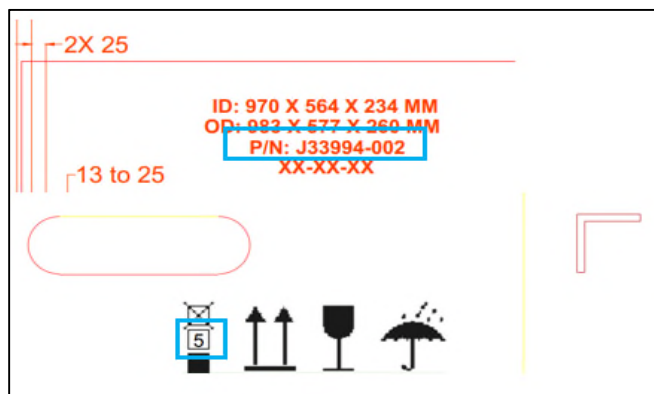 2X 25
ID: 970 X 564 X 234 MM
OD: 983 X 577 X 260 MM
P/N: J33994-002
XX-XX-XX
13 to 25
5